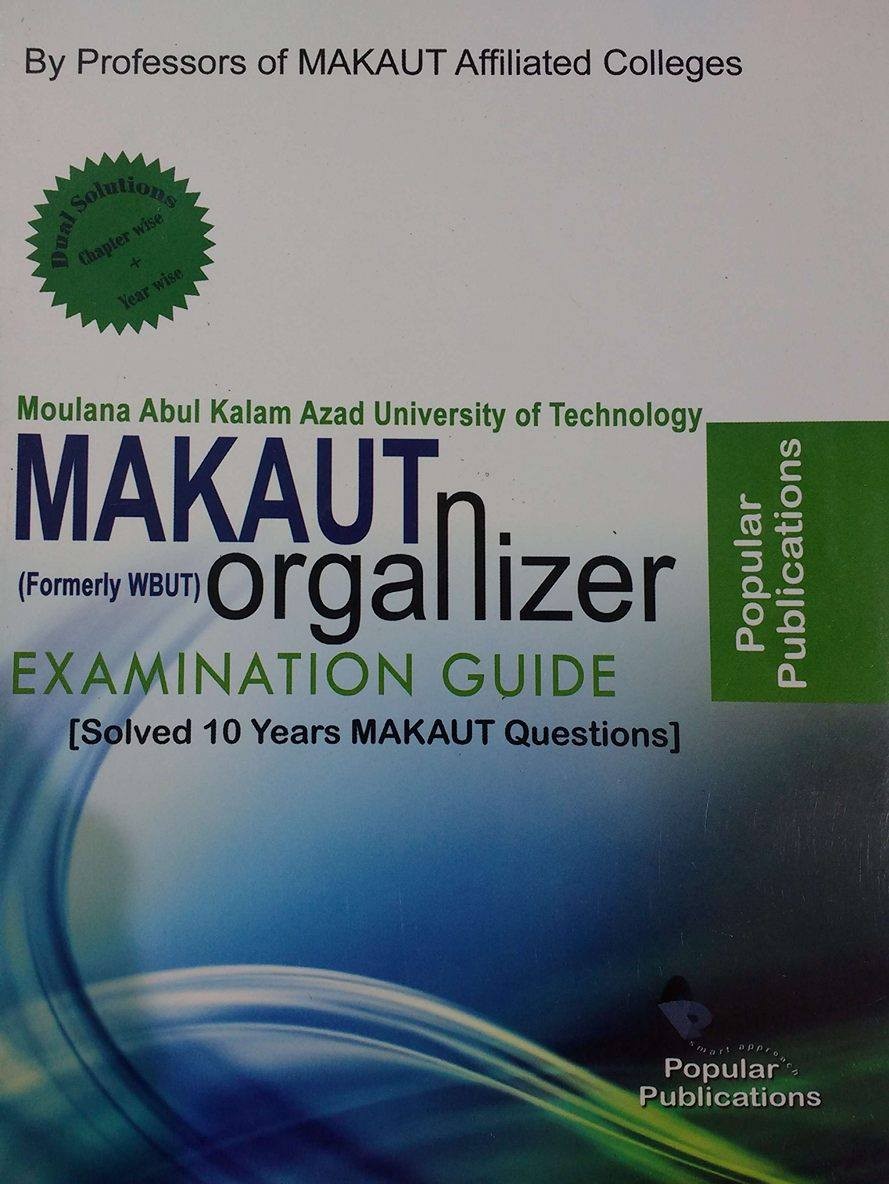 By Professors of MAKAUT Affiliated Colleges
Dual Solutions
Chapter wise
+
Year wise
Moulana Abul Kalam Azad University of Technology
MAKAUT
(Formerly WBUT)
organizer
EXAMINATION GUIDE
[Solved 10 Years MAKAUT Questions]
Popular
Publications
smart approach
Popular
Publications